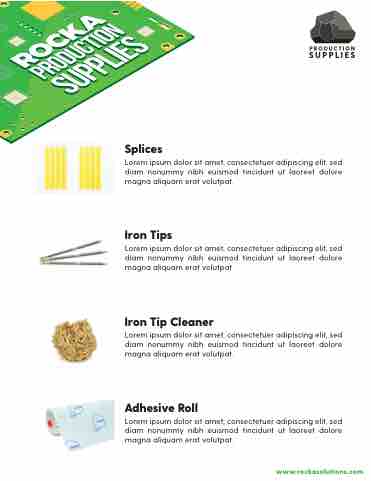 ROCKA
PRODUCTION
SUPPLIES
PRODUCTION
SUPPLIES
Splices
Lorem ipsum dolor sit amet, consectetuer adipiscing elit, sed
diam nonummy nibh euismod tincidunt ut laoreet dolore
magna aliquam erat volutpat.
Iron Tips
Lorem ipsum dolor sit amet, consectetuer adipiscing elit, sed
diam nonummy nibh euismod tincidunt ut laoreet dolore
magna aliquam erat volutpat
Iron Tip Cleaner
Lorem ipsum dolor sit amet, consectetuer adipiscing elit, sed
diam nonummy nibh euismod tincidunt ut laoreet dolore
magna aliquam erat volutpat.
Adhesive Roll
Lorem ipsum dolor sit amet, consectetuer adipiscing elit, sed
diam nonummy nibh euismod tincidunt ut laoreet dolore
magna aliquam erat volutpat.
www.rockasolutions.com